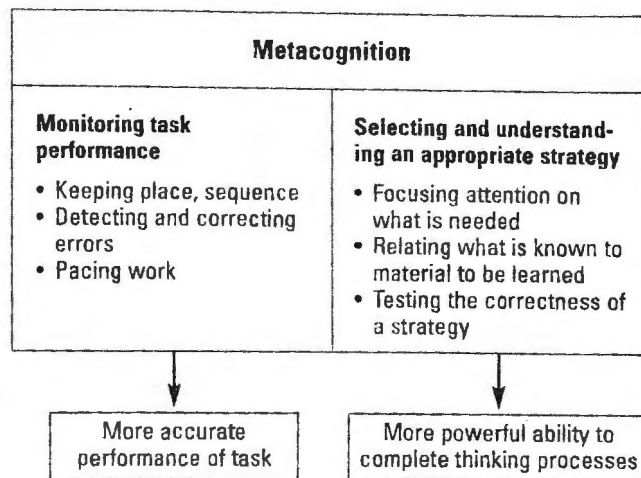 Metacognition
Monitoring task
performance
• Keeping place, sequence
• Detecting and correcting
errors
• Pacing work
Selecting and understand-
ing an appropriate strategy
• Focusing attention on
what is needed
• Relating what is known to
material to be learned
• Testing the correctness of
a strategy
More accurate
performance of task
More powerful ability to
complete thinking processes